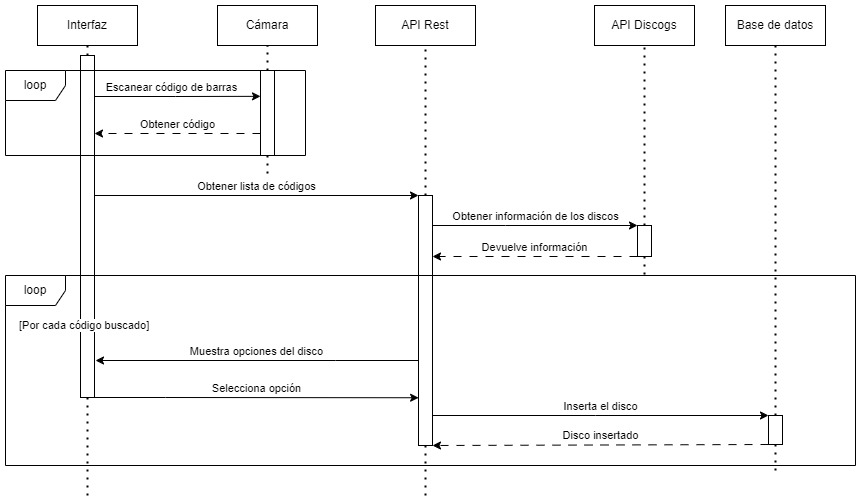 Interfaz
Cámara
API Rest
API Discogs
Base de datos
loop
Escanear código de barras
Obtener código
Obtener lista de códigos
Obtener información de los discos
Devuelve información
loop
[Por cada código buscado]
Muestra opciones del disco
Selecciona opción
Inserta el disco
Disco insertado